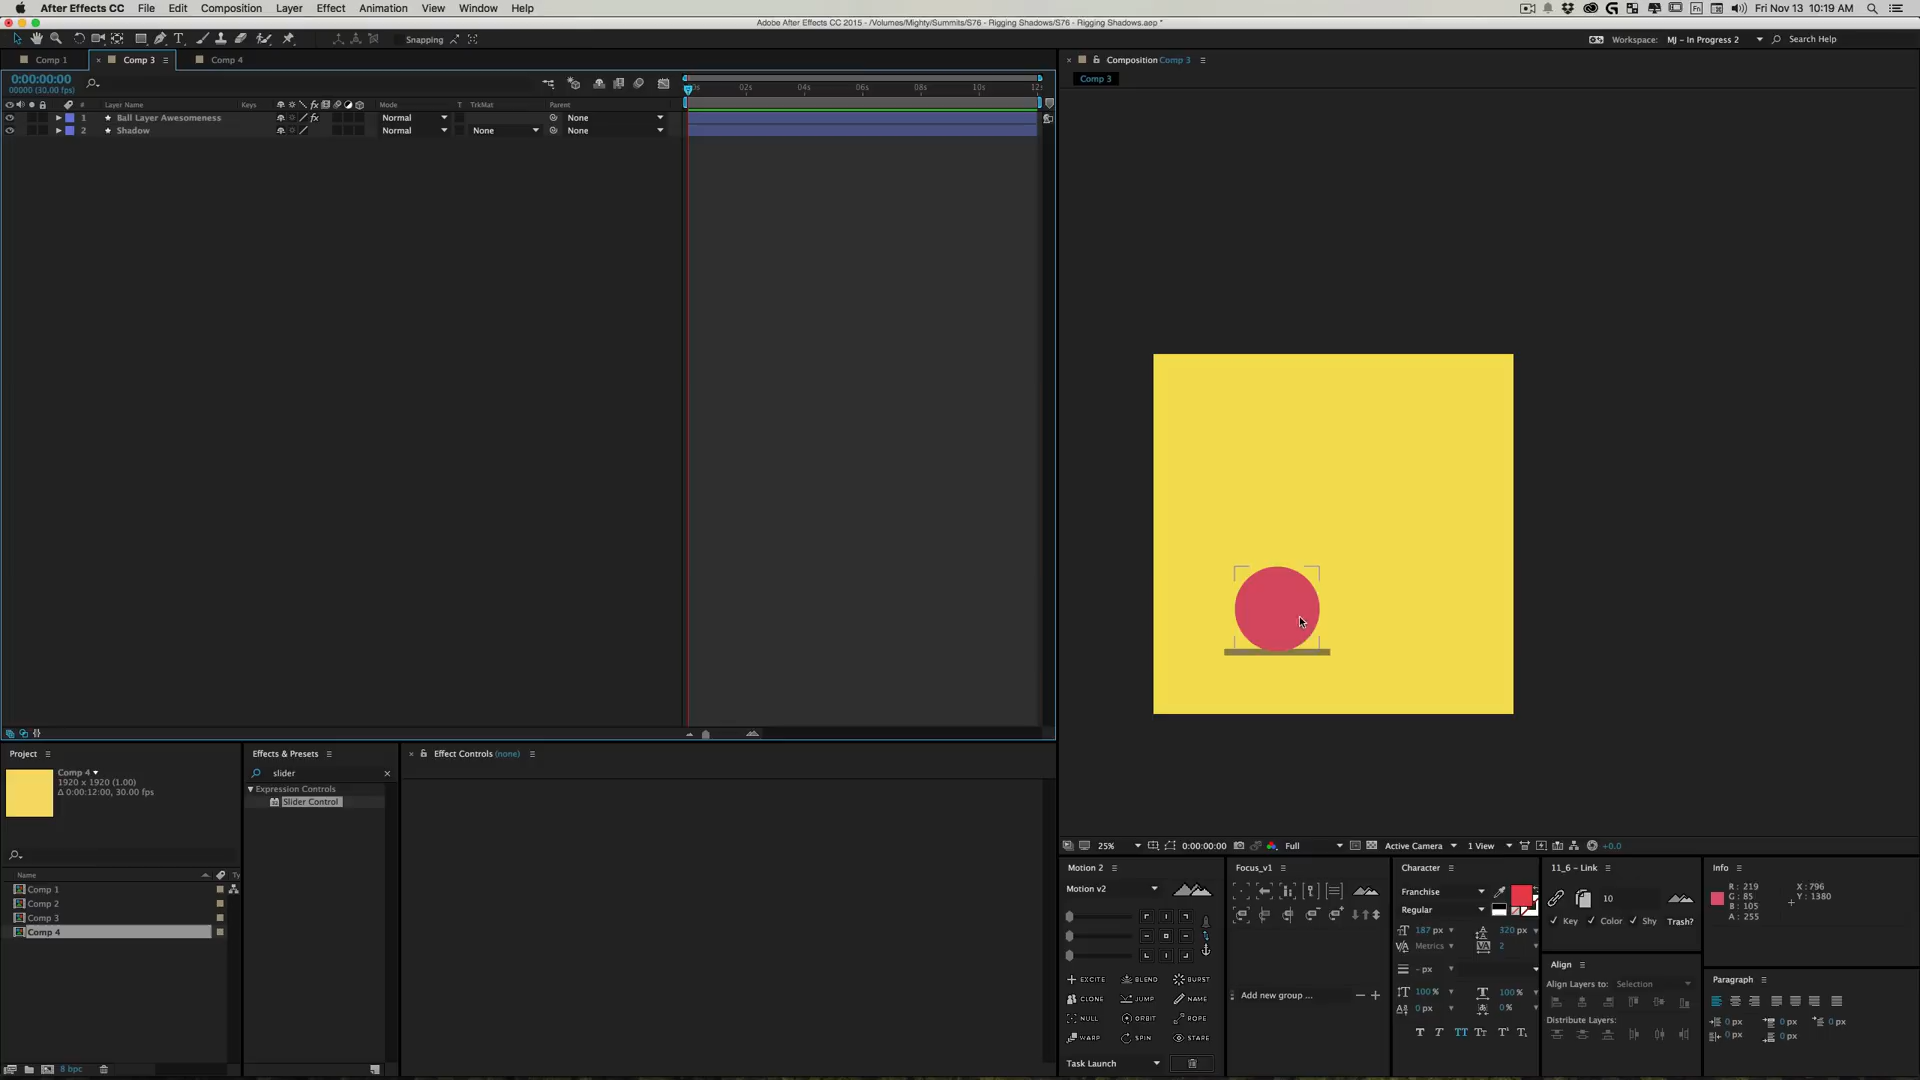 After Effects CC File Edit Composition Layer Effect Animation View Window Help
Fri Nov 13 10:19 AM
Adobe After Effects CC 2015 - /Volumes/Mighty/Summits/S76 - Rigging Shadows/S76 - Rigging Shadows.aep *
Snapping
Workspace: MJ - In Progress 2
Search Help
Comp 1
Comp 3
Comp 4
0:00:00:00
00000 (30.00 fps)
# Layer Name Keys Mode T TrkMat Parent
02s 04s 06s 08s 10s
1 Ball Layer Awesomeness Normal None
2 Shadow Normal None None
Composition Comp 3
Comp 3
25% 0:00:00:00 Full Active Camera 1 View +0.0
Project
Comp 4
1920 x 1920 (1.00)
Δ 0:00:12:00, 30.00 fps
Name Ty
Comp 1
Comp 2
Comp 3
Comp 4
8 bpc
Effects & Presets
slider
Expression Controls
Slider Control
Effect Controls (none)
Motion 2
Motion v2
EXCITE BLEND BURST
CLONE JUMP NAME
NULL ORBIT ROPE
WARP SPIN STARE
Task Launch
Focus_v1
Add new group ...
Character
Franchise
Regular
187 px 320 px
Metrics 2
- px
100 % 100 %
0 px 0 %
11_6 - Link
10
Key Color Shy Trash?
Align
Align Layers to: Selection
Distribute Layers:
Info
R : 219
G : 85
B : 105
A : 255
X : 796
Y : 1380
Paragraph
0 px 0 px 0 px
0 px 0 px